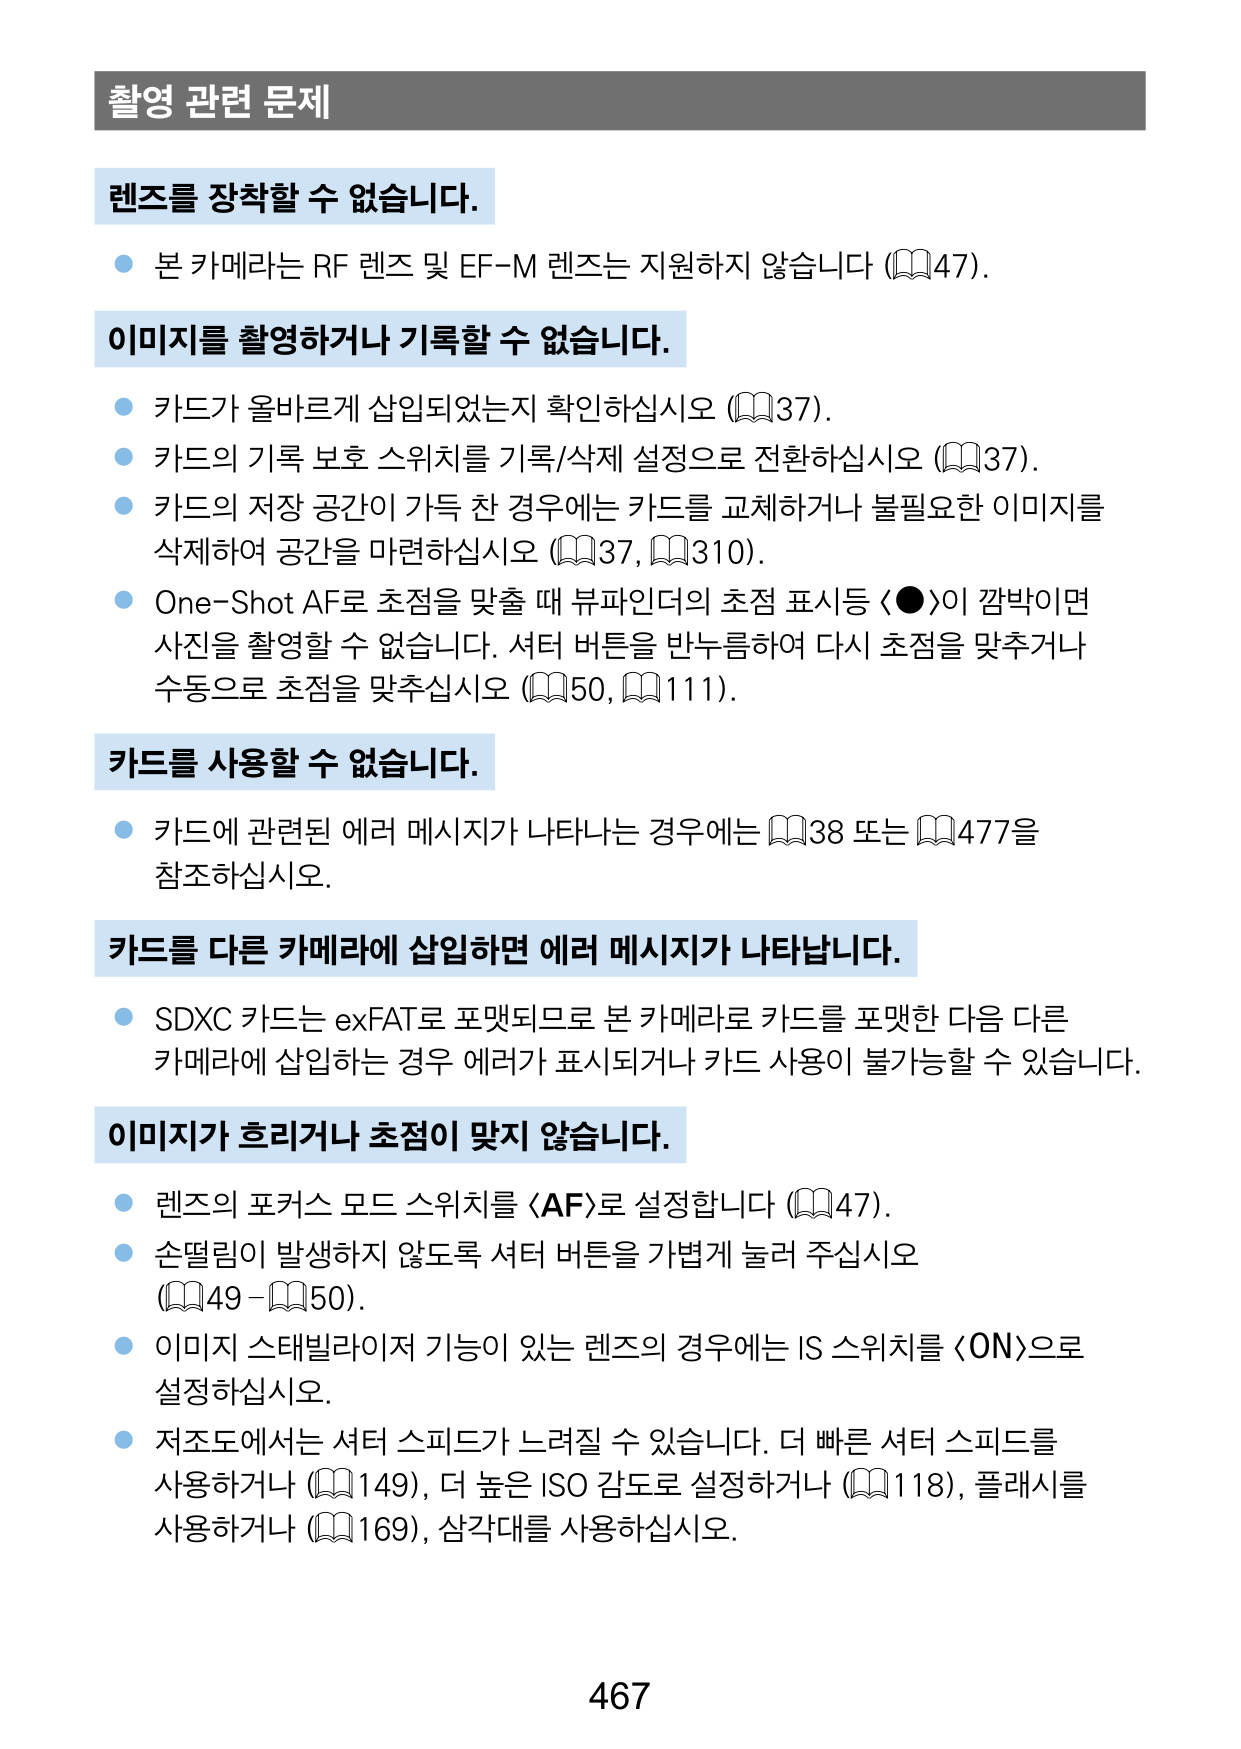 촬영 관련 문제
렌즈를 장착할 수 없습니다.
● 본 카메라는 RF 렌즈 및 EF-M 렌즈는 지원하지 않습니다 (📖47).
이미지를 촬영하거나 기록할 수 없습니다.
● 카드가 올바르게 삽입되었는지 확인하십시오 (📖37).
● 카드의 기록 보호 스위치를 기록/삭제 설정으로 전환하십시오 (📖37).
● 카드의 저장 공간이 가득 찬 경우에는 카드를 교체하거나 불필요한 이미지를
삭제하여 공간을 마련하십시오 (📖37, 📖310).
● One-Shot AF로 초점을 맞출 때 뷰파인더의 초점 표시등 〈●〉이 깜박이면
사진을 촬영할 수 없습니다. 셔터 버튼을 반누름하여 다시 초점을 맞추거나
수동으로 초점을 맞추십시오 (📖50, 📖111).
카드를 사용할 수 없습니다.
● 카드에 관련된 에러 메시지가 나타나는 경우에는 📖38 또는 📖477을
참조하십시오.
카드를 다른 카메라에 삽입하면 에러 메시지가 나타납니다.
● SDXC 카드는 exFAT로 포맷되므로 본 카메라로 카드를 포맷한 다음 다른
카메라에 삽입하는 경우 에러가 표시되거나 카드 사용이 불가능할 수 있습니다.
이미지가 흐리거나 초점이 맞지 않습니다.
● 렌즈의 포커스 모드 스위치를 〈AF〉로 설정합니다 (📖47).
● 손떨림이 발생하지 않도록 셔터 버튼을 가볍게 눌러 주십시오
(📖49–📖50).
● 이미지 스태빌라이저 기능이 있는 렌즈의 경우에는 IS 스위치를 〈ON〉으로
설정하십시오.
● 저조도에서는 셔터 스피드가 느려질 수 있습니다. 더 빠른 셔터 스피드를
사용하거나 (📖149), 더 높은 ISO 감도로 설정하거나 (📖118), 플래시를
사용하거나 (📖169), 삼각대를 사용하십시오.
467